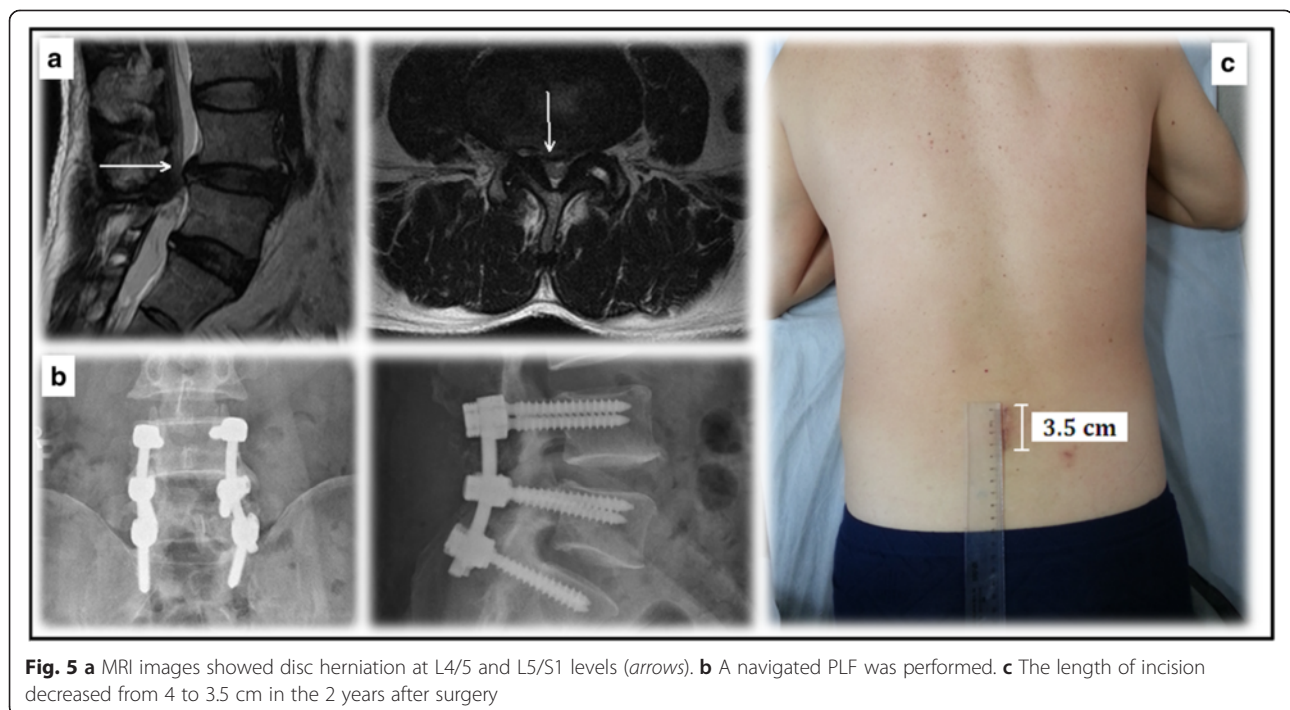 a
c
3.5 cm
b
Fig. 5 a MRI images showed disc herniation at L4/5 and L5/S1 levels (arrows). b A navigated PLF was performed. c The length of incision
decreased from 4 to 3.5 cm in the 2 years after surgery